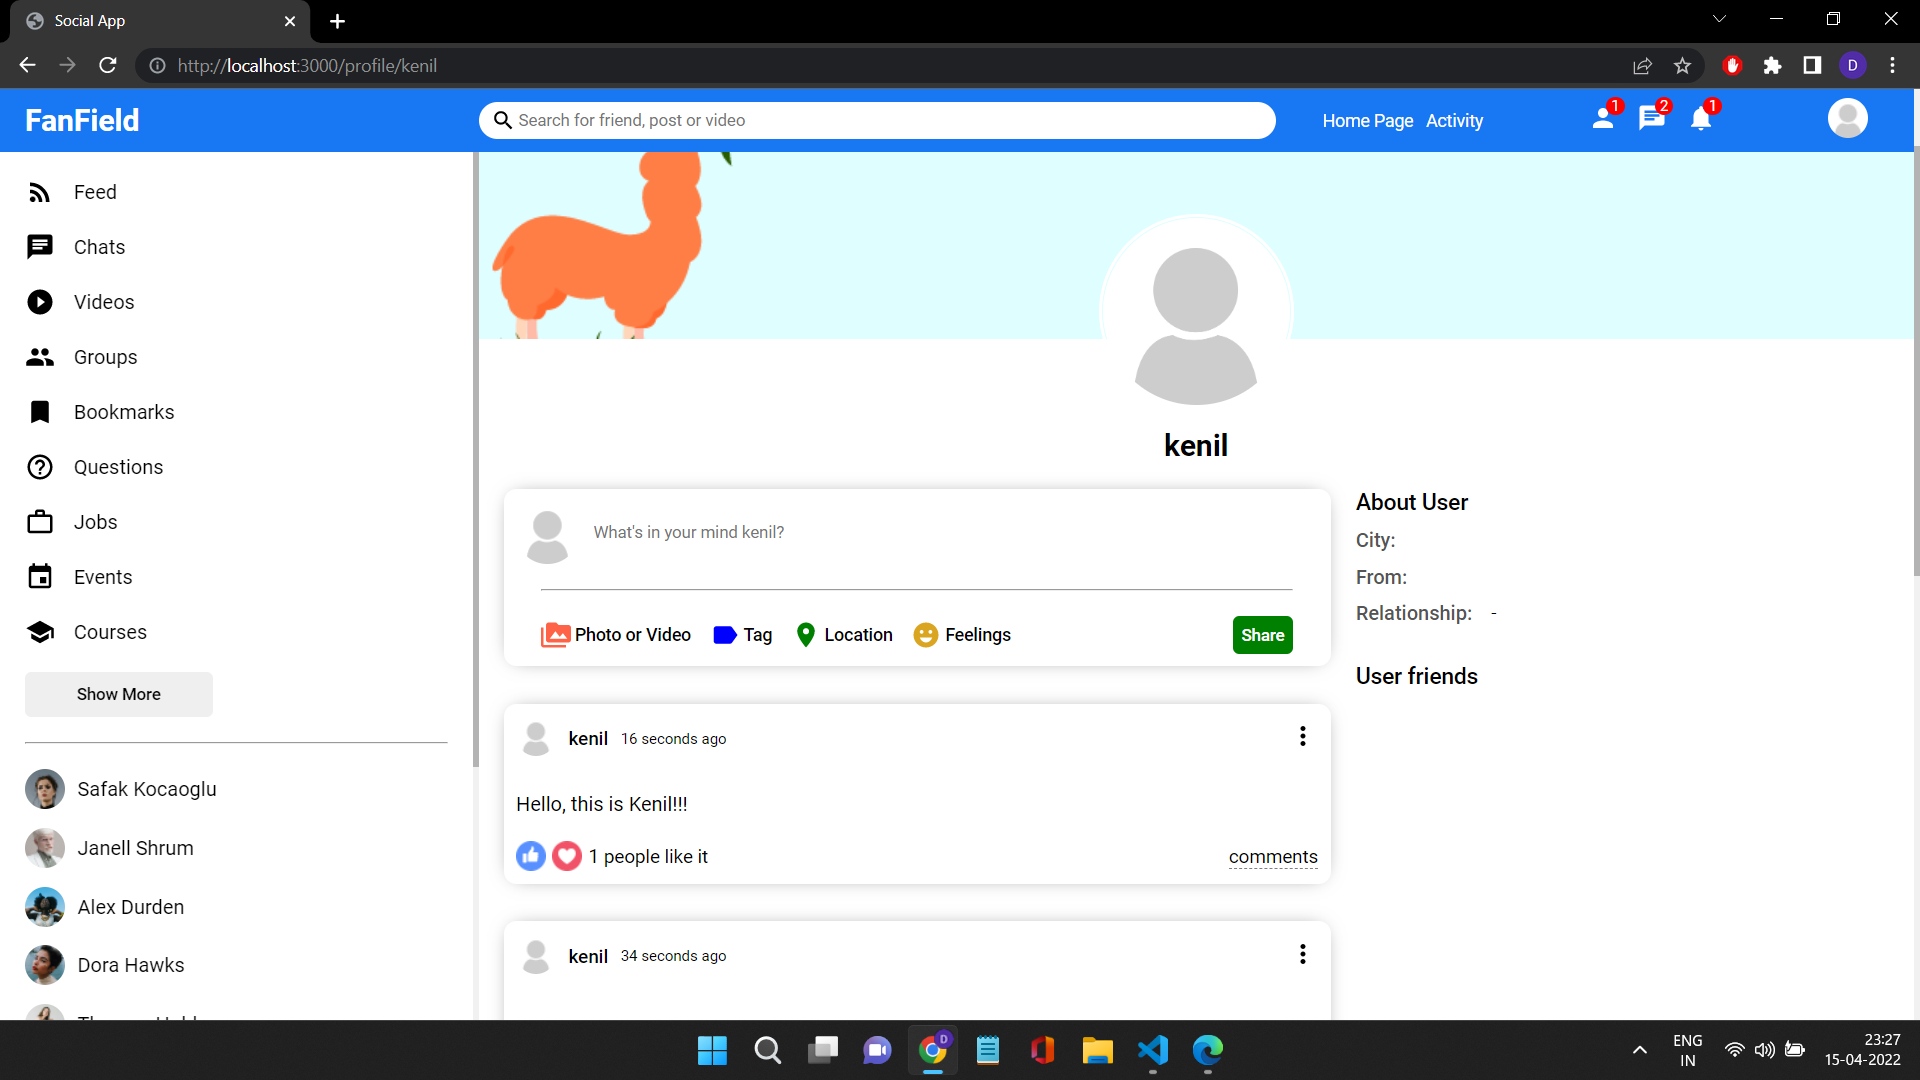 Social App
http://localhost:3000/profile/kenil
D
FanField
Search for friend, post or video
Home Page Activity
1
2
1
Feed
Chats
Videos
Groups
Bookmarks
Questions
Jobs
Events
Courses
Show More
Safak Kocaoglu
Janell Shrum
Alex Durden
Dora Hawks
kenil
What's in your mind kenil?
Photo or Video Tag Location Feelings Share
kenil 16 seconds ago
Hello, this is Kenil!!!
1 people like it comments
kenil 34 seconds ago
About User
City:
From:
Relationship: -
User friends
D
ENG
IN
23:27
15-04-2022